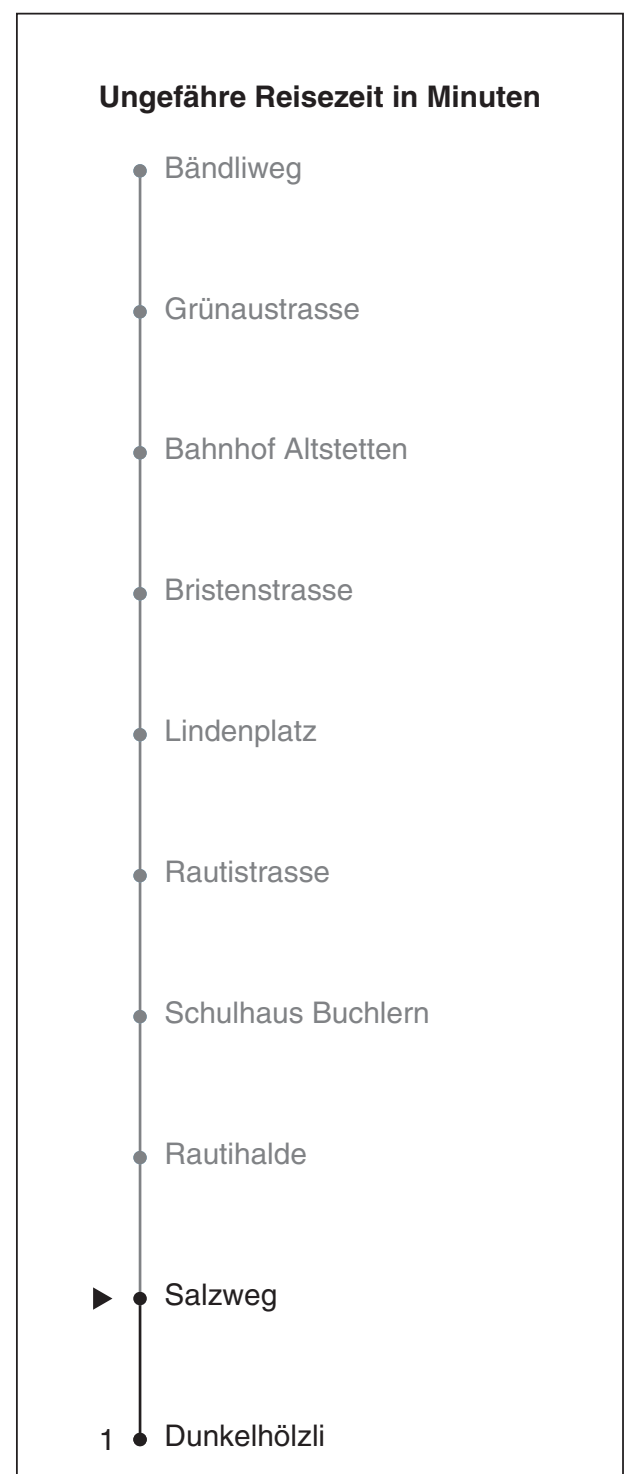 Ungefähre Reisezeit in Minuten
Bändliweg
Grünaustrasse
Bahnhof Altstetten
Bristenstrasse
Lindenplatz
Rautistrasse
Schulhaus Buchlern
Rautihalde
Salzweg
1 Dunkelhölzli